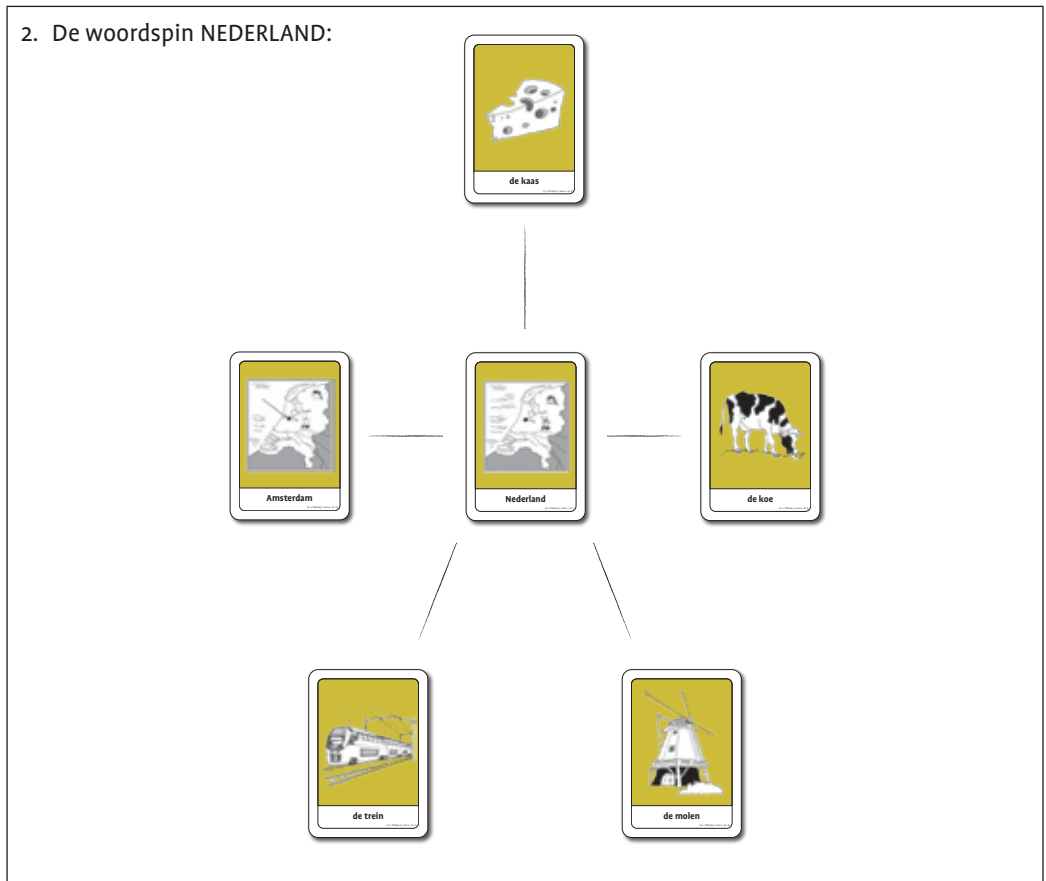 2. De woordspin NEDERLAND:
de kaas
Amsterdam
Nederland
de koe
de trein
de molen